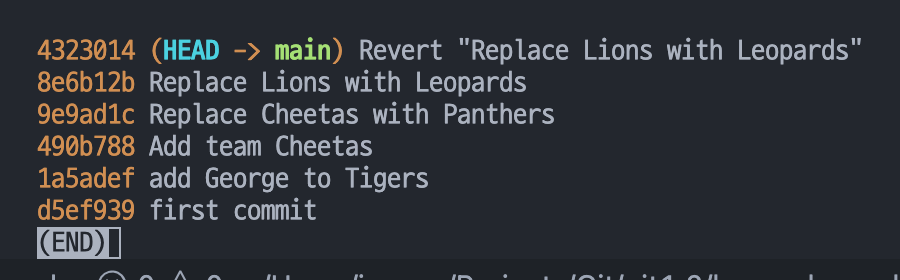 4323014 (HEAD -> main) Revert "Replace Lions with Leopards"
8e6b12b Replace Lions with Leopards
9e9ad1c Replace Cheetas with Panthers
490b788 Add team Cheetas
1a5adef add George to Tigers
d5ef939 first commit
(END)